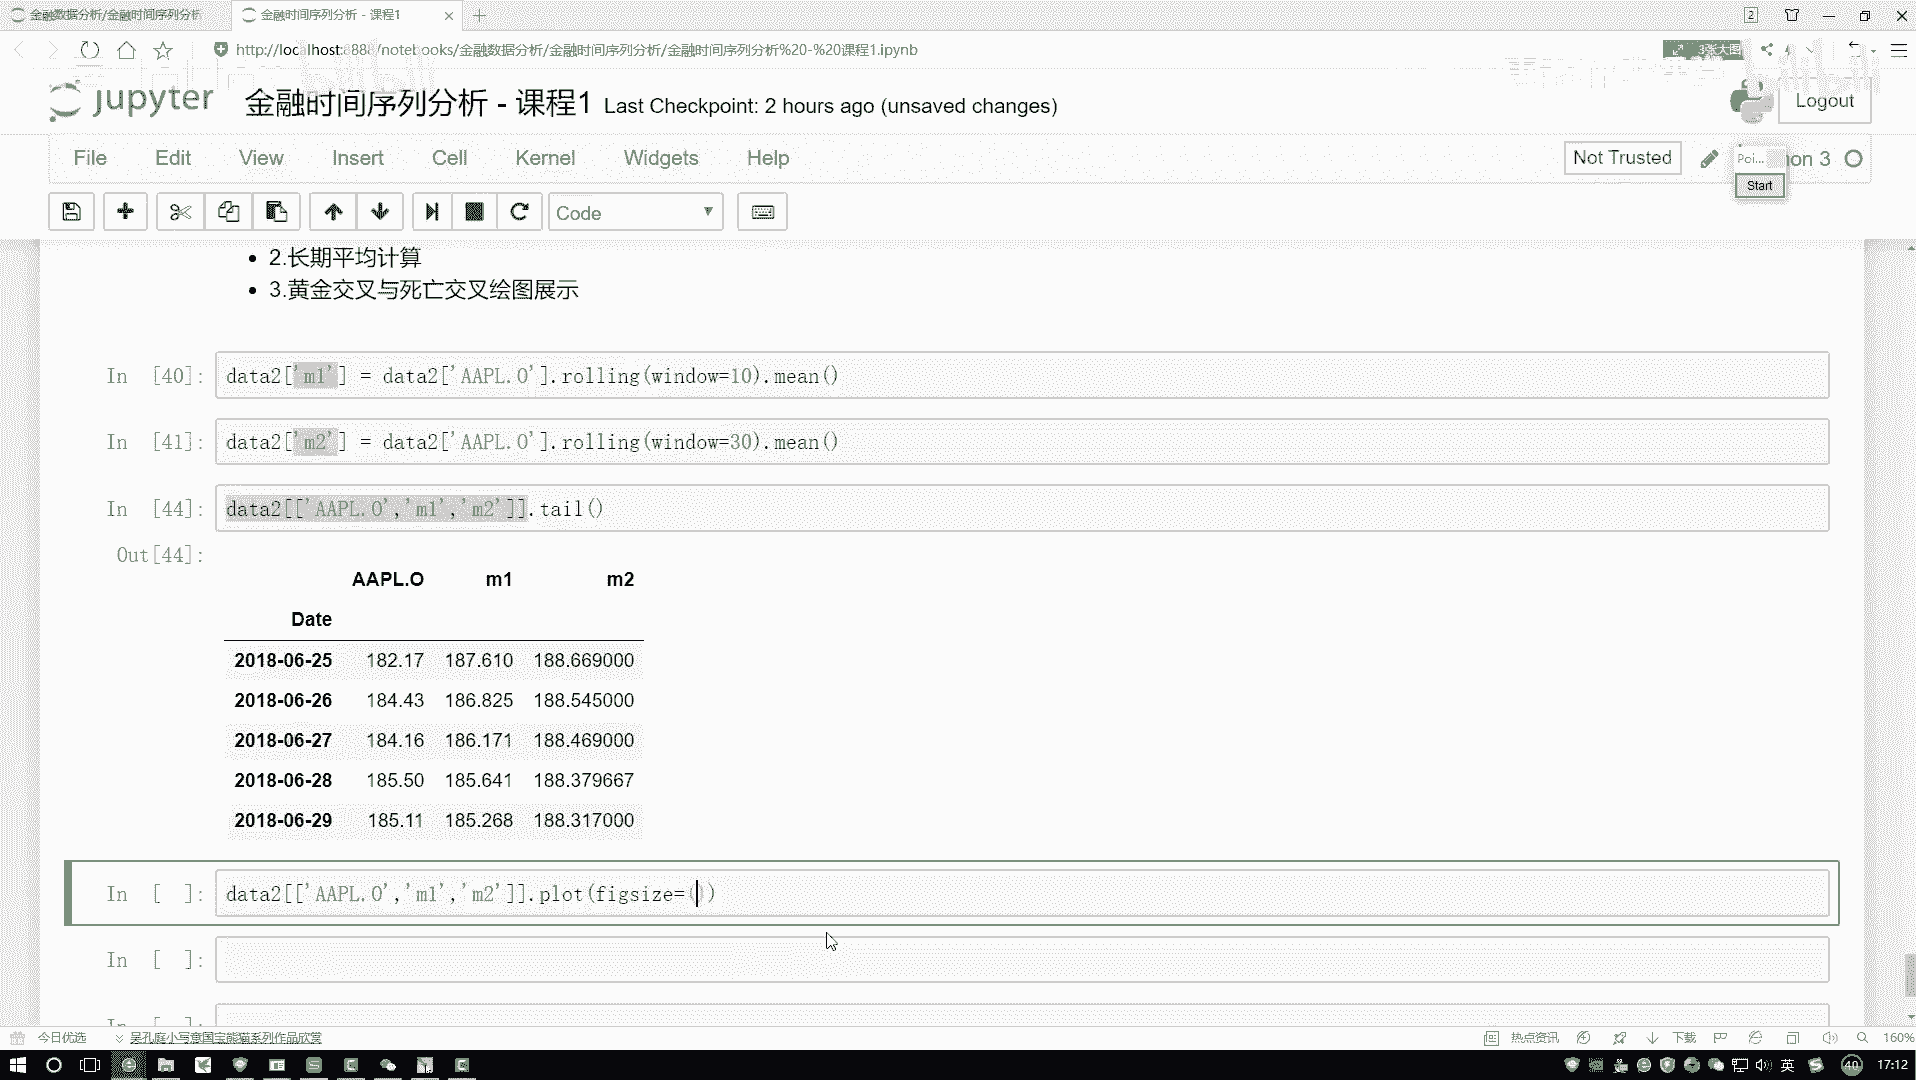 金融数据分析/金融时间序列分析
金融时间序列分析 - 课程1
2
http://localhost:8888/notebooks/金融数据分析/金融时间序列分析/金融时间序列分析%20-%20课程1.ipynb
3张大图
bilibili
jupyter 金融时间序列分析 - 课程1 Last Checkpoint: 2 hours ago (unsaved changes)
Logout
File Edit View Insert Cell Kernel Widgets Help
Not Trusted
Poi...
Start
Code
2.长期平均计算
3.黄金交叉与死亡交叉绘图展示
In [40]: data2['m1'] = data2['AAPL.O'].rolling(window=10).mean()
In [41]: data2['m2'] = data2['AAPL.O'].rolling(window=30).mean()
In [44]: data2[['AAPL.O','m1','m2']].tail()
Out[44]:
AAPL.O m1 m2
Date
2018-06-25 182.17 187.610 188.669000
2018-06-26 184.43 186.825 188.545000
2018-06-27 184.16 186.171 188.469000
2018-06-28 185.50 185.641 188.379667
2018-06-29 185.11 185.268 188.317000
In [ ]: data2[['AAPL.O','m1','m2']].plot(figsize=())
In [ ]:
In [ ]:
今日优选
吴孔庭小写意国宝熊猫系列作品欣赏
热点资讯
下载
160%
英
40
17:12